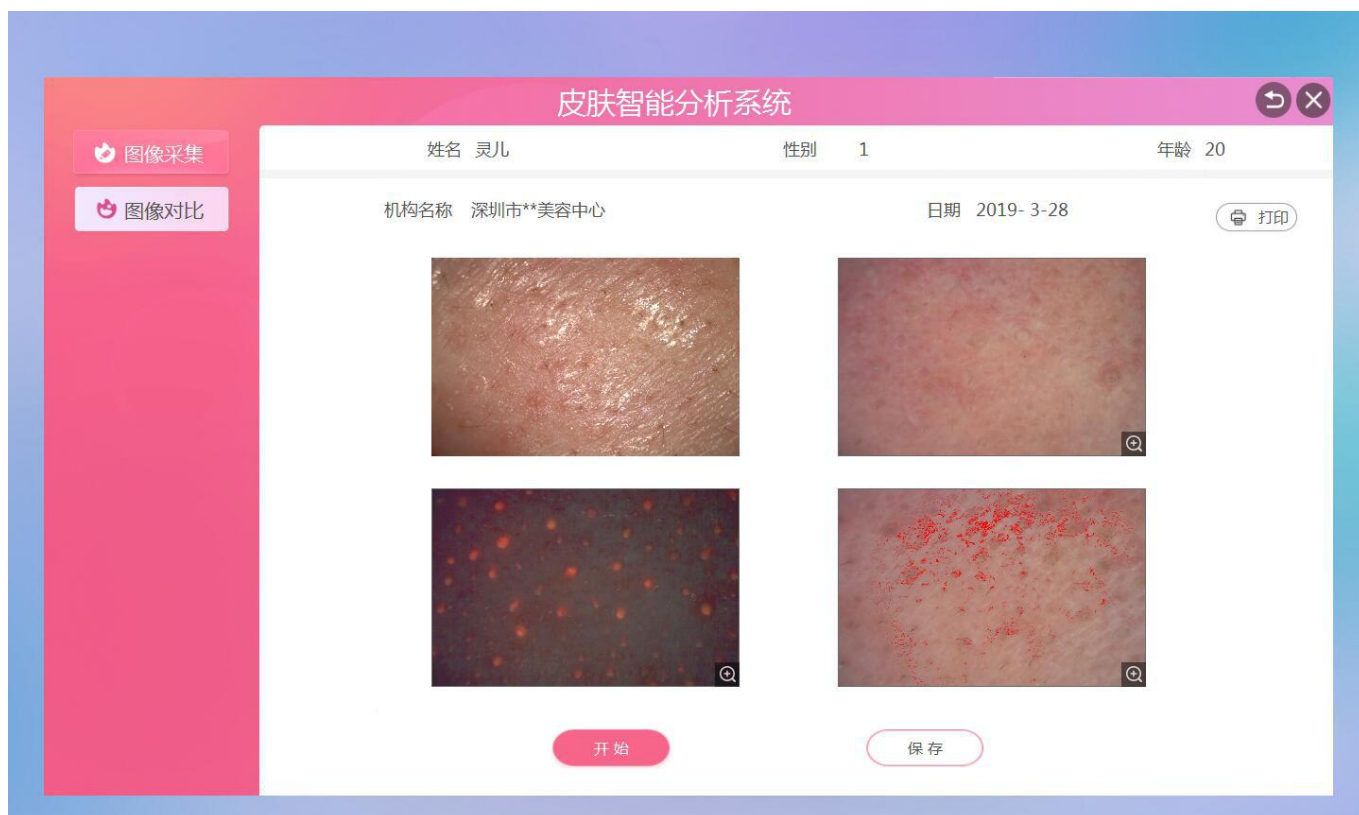 皮肤智能分析系统
图像采集
图像对比
姓名 灵儿 性别 1 年龄 20
机构名称 深圳市**美容中心 日期 2019- 3-28 打印
开 始 保 存